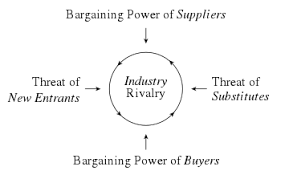 Bargaining Power of Suppliers
Threat of
New Entrants
Industry
Rivalry
Threat of
Substitutes
Bargaining Power of Buyers